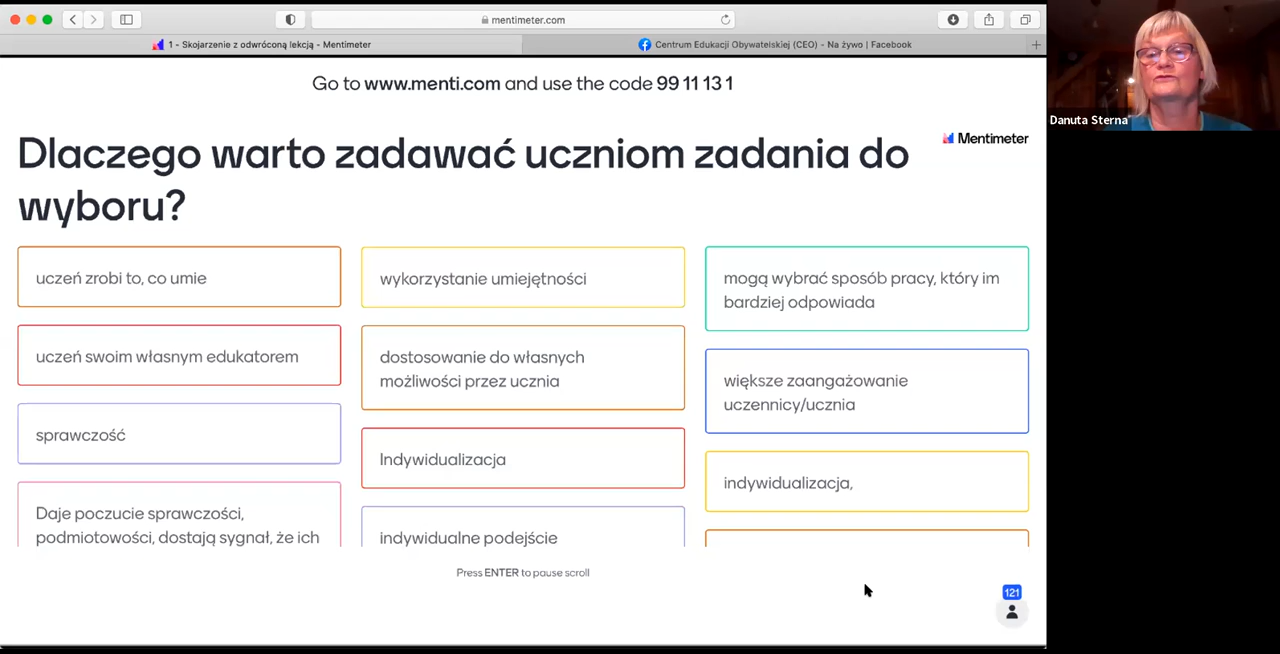 mentimeter.com
1 - Skojarzenie z odwróconą lekcją - Mentimeter
Centrum Edukacji Obywatelskiej (CEO) - Na żywo | Facebook
Go to www.menti.com and use the code 99 11 13 1
Mentimeter
Dlaczego warto zadawać uczniom zadania do
wyboru?
uczeń zrobi to, co umie
uczeń swoim własnym edukatorem
sprawczość
Daje poczucie sprawczości,
podmiotowości, dostają sygnał, że ich
wykorzystanie umiejętności
dostosowanie do własnych
możliwości przez ucznia
Indywidualizacja
indywidualne podejście
mogą wybrać sposób pracy, który im
bardziej odpowiada
większe zaangażowanie
uczennicy/ucznia
indywidualizacja,
Press ENTER to pause scroll
121
Danuta Sterna